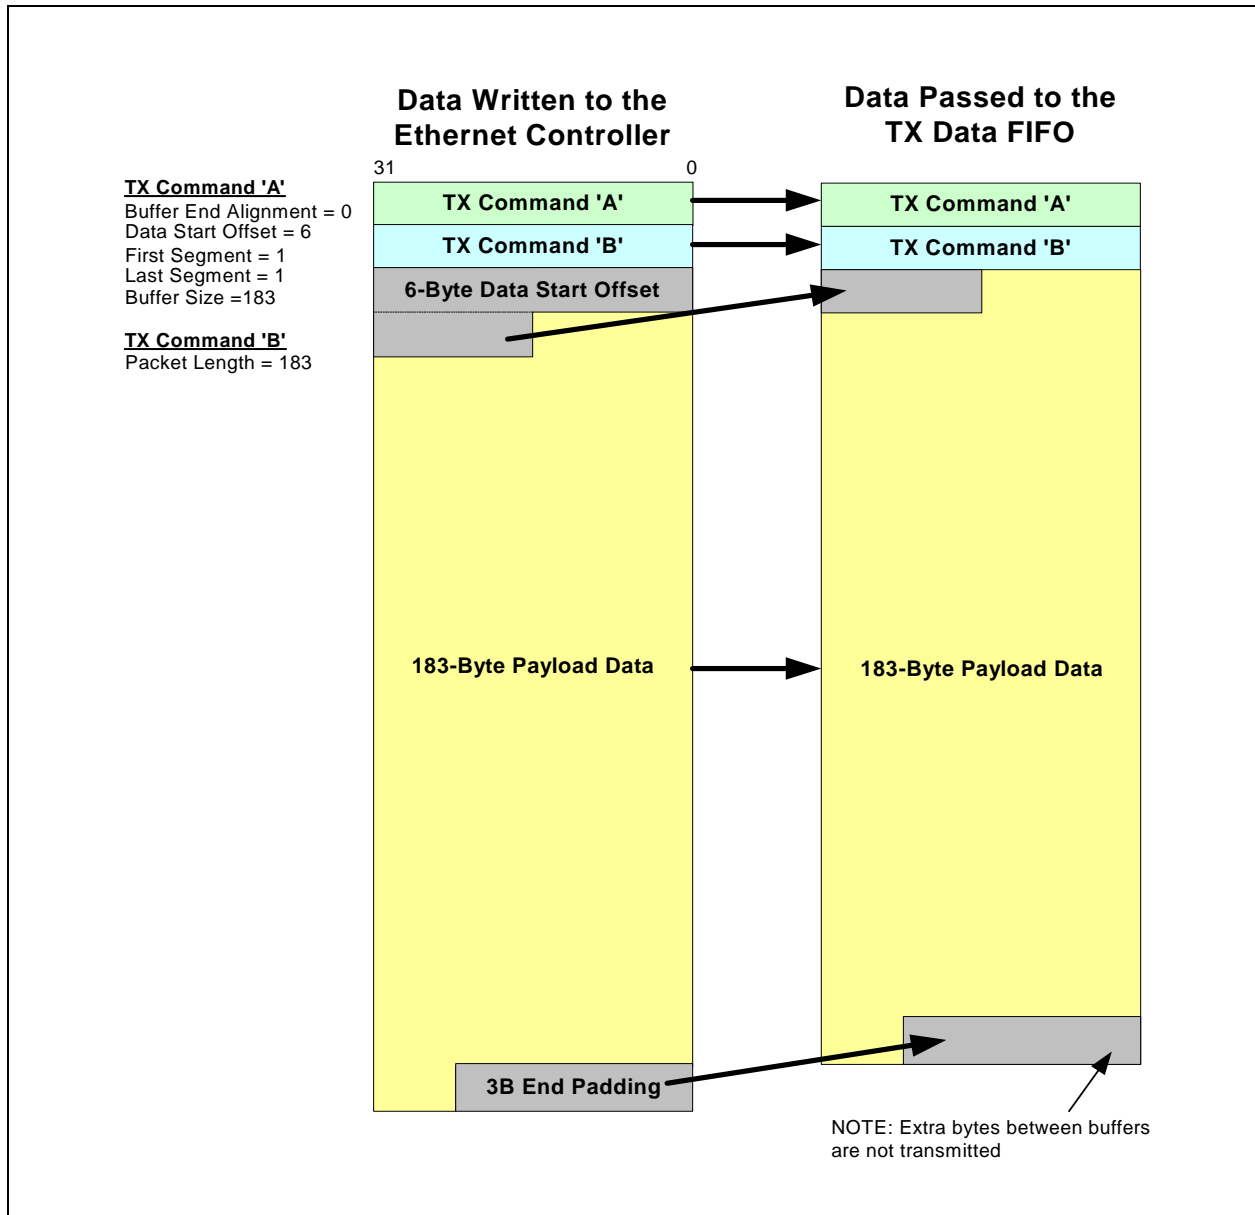 Data Written to the
Ethernet Controller
Data Passed to the
TX Data FIFO
31
0
TX Command 'A'
Buffer End Alignment = 0
Data Start Offset = 6
First Segment = 1
Last Segment = 1
Buffer Size =183
TX Command 'B'
Packet Length = 183
TX Command 'A'
TX Command 'B'
6-Byte Data Start Offset
183-Byte Payload Data
3B End Padding
TX Command 'A'
TX Command 'B'
183-Byte Payload Data
NOTE: Extra bytes between buffers
are not transmitted